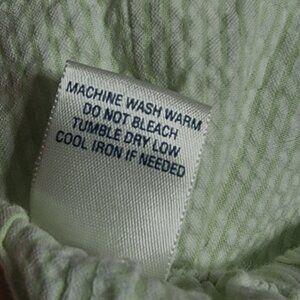 MACHINE WASH WARM
DO NOT BLEACH
TUMBLE DRY LOW
COOL IRON IF NEEDED